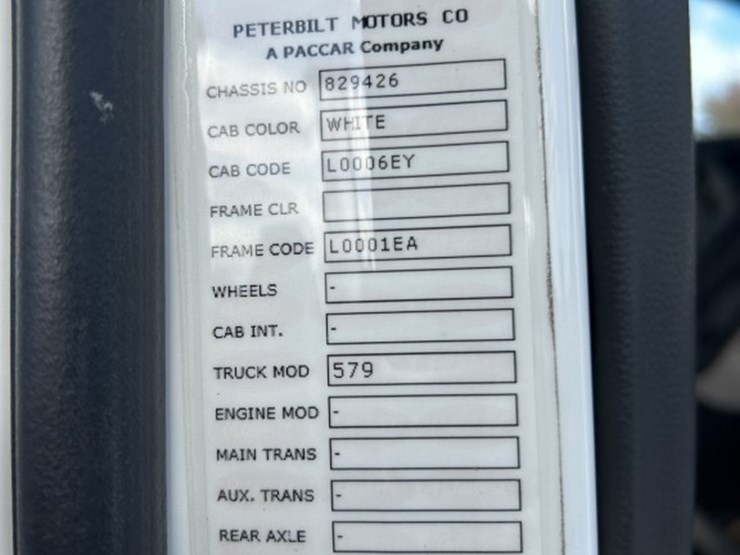 PETERBILT MOTORS CO
A PACCAR Company
CHASSIS NO 829426
CAB COLOR WHITE
CAB CODE L0006EY
FRAME CLR
FRAME CODE L0001EA
WHEELS -
CAB INT. -
TRUCK MOD 579
ENGINE MOD -
MAIN TRANS -
AUX. TRANS -
REAR AXLE -